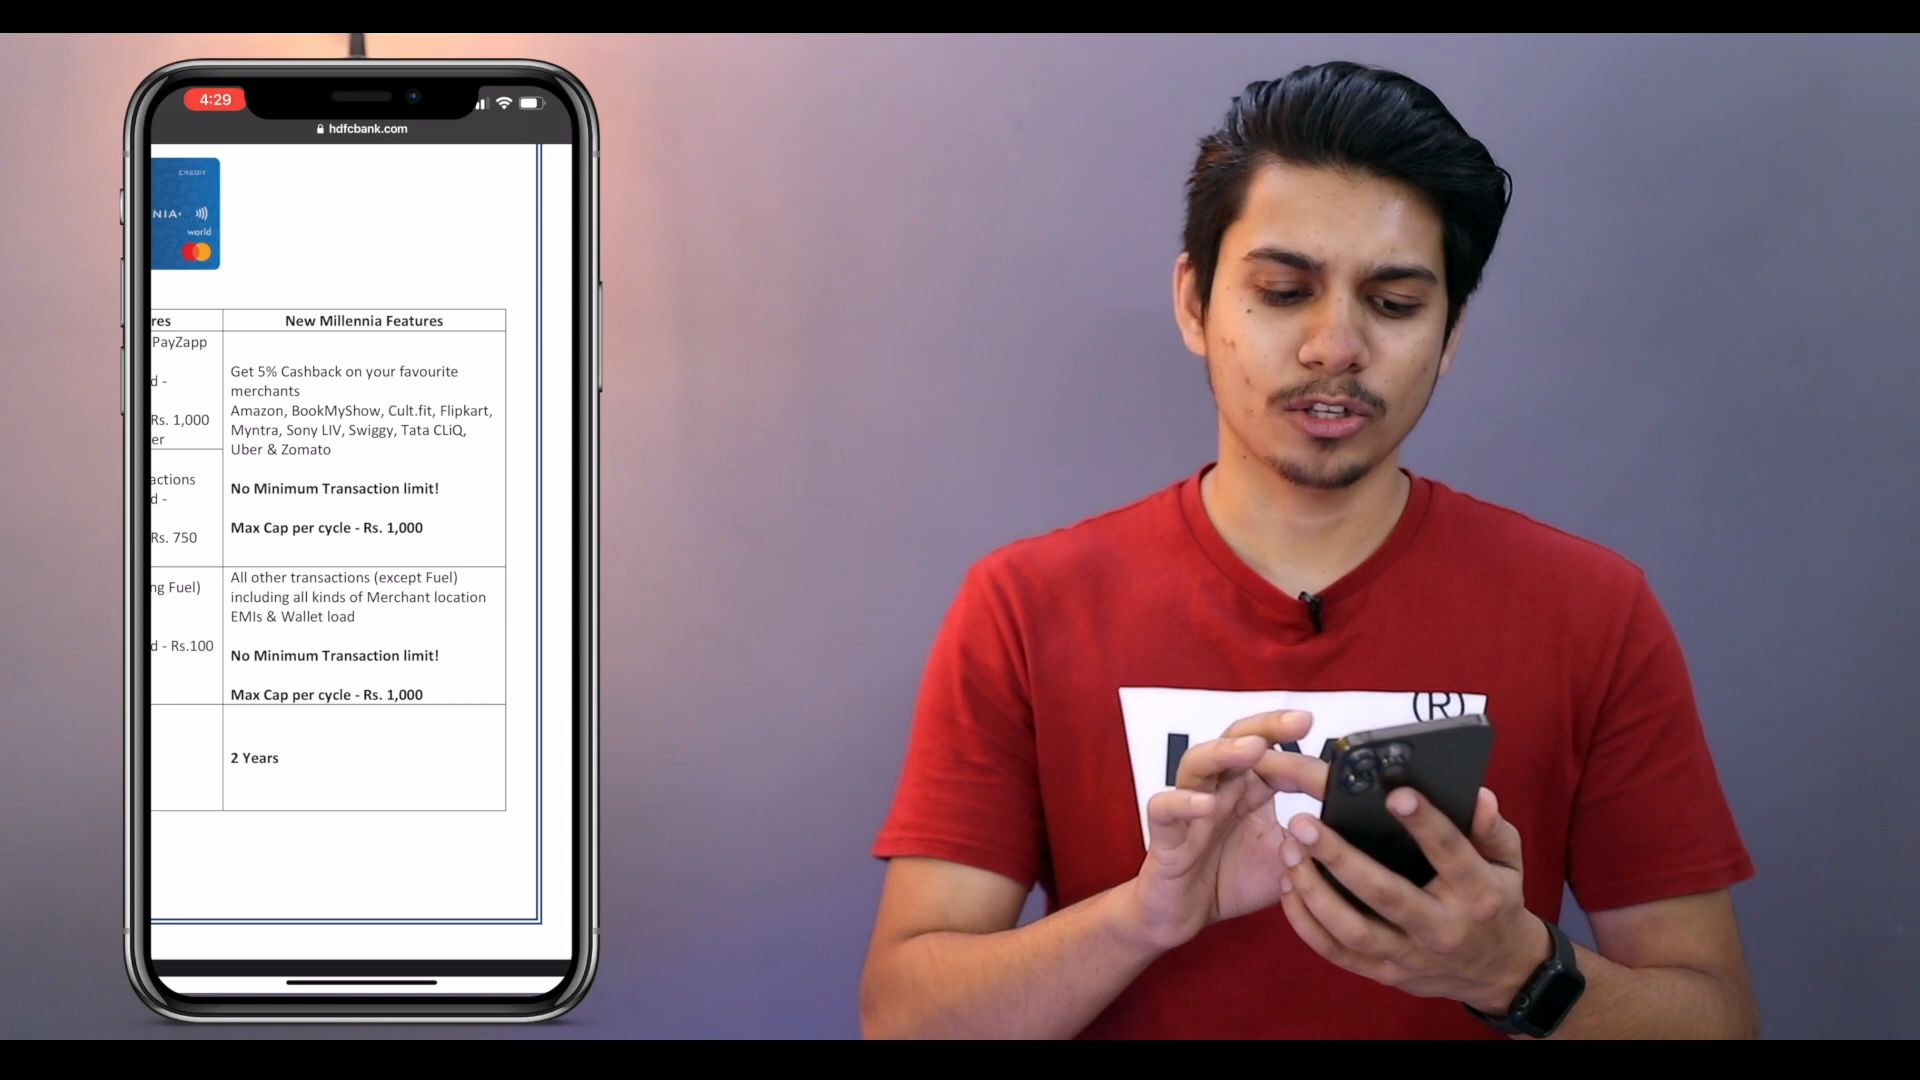 4:29
hdfcbank.com
CREDIT
NIA
world
res
New Millennia Features
PayZapp
d -
Rs. 1,000
er
Get 5% Cashback on your favourite
merchants
Amazon, BookMyShow, Cult.fit, Flipkart,
Myntra, Sony LIV, Swiggy, Tata CLiQ,
Uber & Zomato
No Minimum Transaction limit!
Max Cap per cycle - Rs. 1,000
actions
d -
Rs. 750
ng Fuel)
d - Rs.100
All other transactions (except Fuel)
including all kinds of Merchant location
EMIs & Wallet load
No Minimum Transaction limit!
Max Cap per cycle - Rs. 1,000
2 Years
(R)